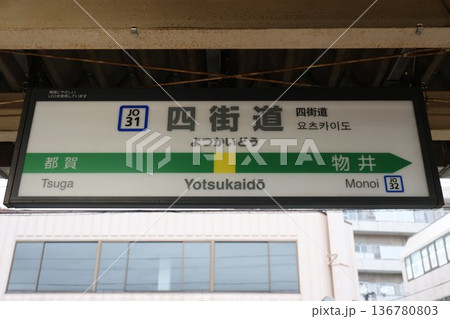 JO
31
四街道
四街道
よつかいどう
요츠카이도
都賀
物井
Tsuga
Yotsukaidō
Monoi
JO
32
PIXTA
136780803